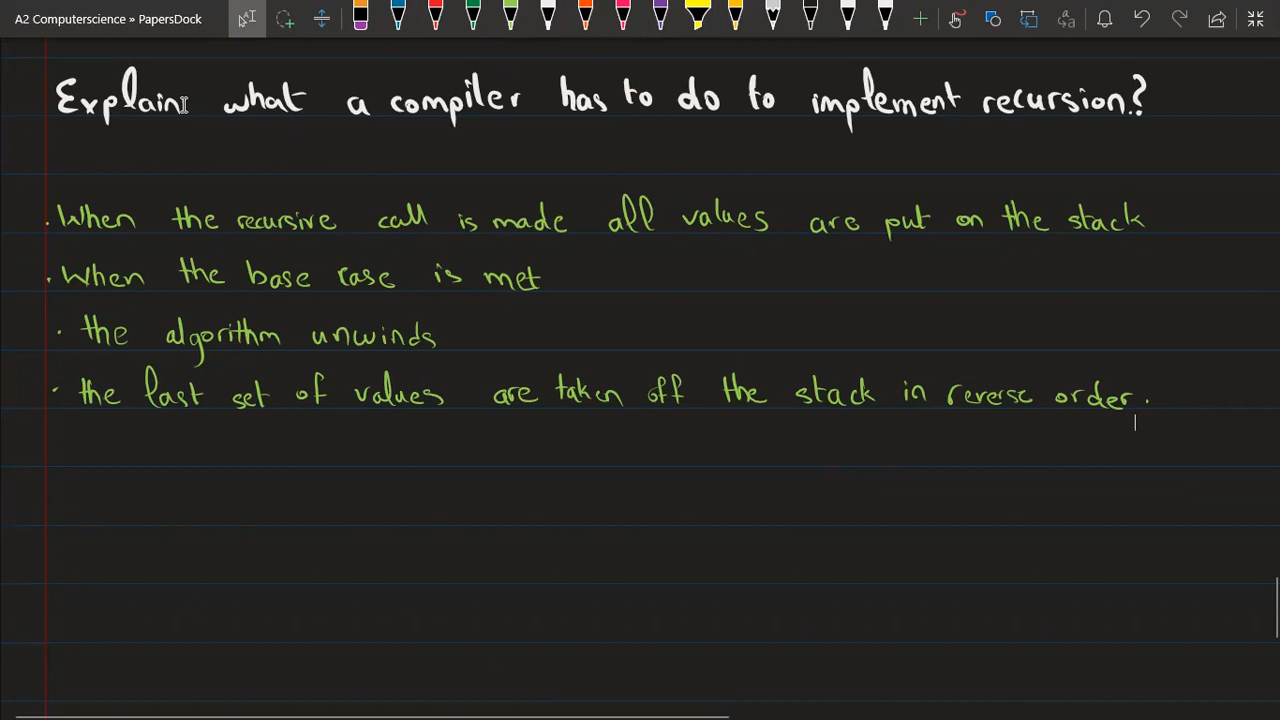 A2 Computerscience » PapersDock
Explain what a compiler has to do to implement recursion?
. When the recursive call is made all values are put on the stack
. When the base case is met
. the algorithm unwinds
. the last set of values are taken off the stack in reverse order.